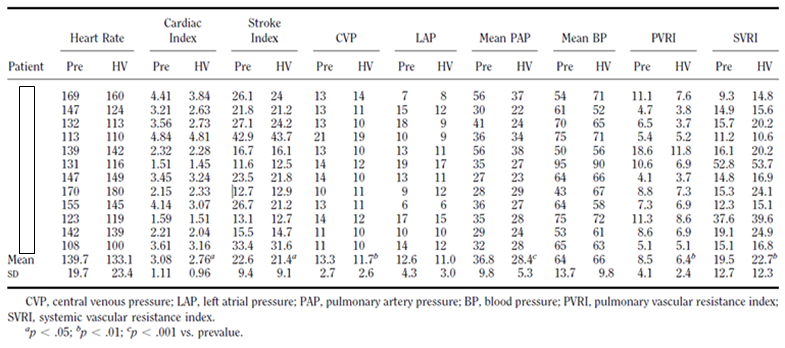 Heart Rate Cardiac Index Stroke Index CVP LAP Mean PAP Mean BP PVRI SVRI
Patient Pre HV Pre HV Pre HV Pre HV Pre HV Pre HV Pre HV Pre HV Pre HV
169 160 4.41 3.84 26.1 24 13 14 7 8 56 37 54 71 11.1 7.6 9.3 14.8
147 124 3.21 2.63 21.8 21.2 13 11 15 12 30 22 61 52 4.7 3.8 14.9 15.6
132 113 3.56 2.73 27.1 24.2 13 10 18 9 41 24 70 65 6.5 3.7 15.7 20.2
113 110 4.84 4.81 42.9 43.7 21 19 10 9 36 34 75 71 5.4 5.2 11.2 10.6
139 142 2.32 2.28 16.7 16.1 13 10 13 11 56 38 50 56 18.6 11.8 16.1 20.2
131 116 1.51 1.45 11.6 12.5 14 12 19 17 35 27 95 90 10.6 6.9 52.8 53.7
147 149 3.45 3.24 23.5 21.8 14 10 13 11 27 23 64 66 4.1 3.7 14.8 16.9
170 180 2.15 2.33 12.7 12.9 10 11 9 12 28 29 43 67 8.8 7.3 15.3 24.1
155 145 4.14 3.07 26.7 21.2 13 11 6 6 36 27 64 58 7.3 6.9 12.3 15.1
123 119 1.59 1.51 13.1 12.7 14 12 17 15 35 28 75 72 11.3 8.6 37.6 39.6
142 139 2.21 2.04 15.5 14.7 11 10 10 10 29 24 53 61 8.6 6.9 19.1 24.9
108 100 3.61 3.16 33.4 31.6 11 10 14 12 32 28 65 63 5.1 5.1 15.1 16.8
Mean 139.7 133.1 3.08 2.76a 22.6 21.4a 13.3 11.7b 12.6 11.0 36.8 28.4c 64 66 8.5 6.4b 19.5 22.7b
SD 19.7 23.4 1.11 0.96 9.4 9.1 2.7 2.6 4.3 3.0 9.8 5.3 13.7 9.8 4.1 2.4 12.7 12.3
CVP, central venous pressure; LAP, left atrial pressure; PAP, pulmonary artery pressure; BP, blood pressure; PVRI, pulmonary vascular resistance index;
SVRI, systemic vascular resistance index.
ap < .05; bp < .01; cp < .001 vs. prevalue.